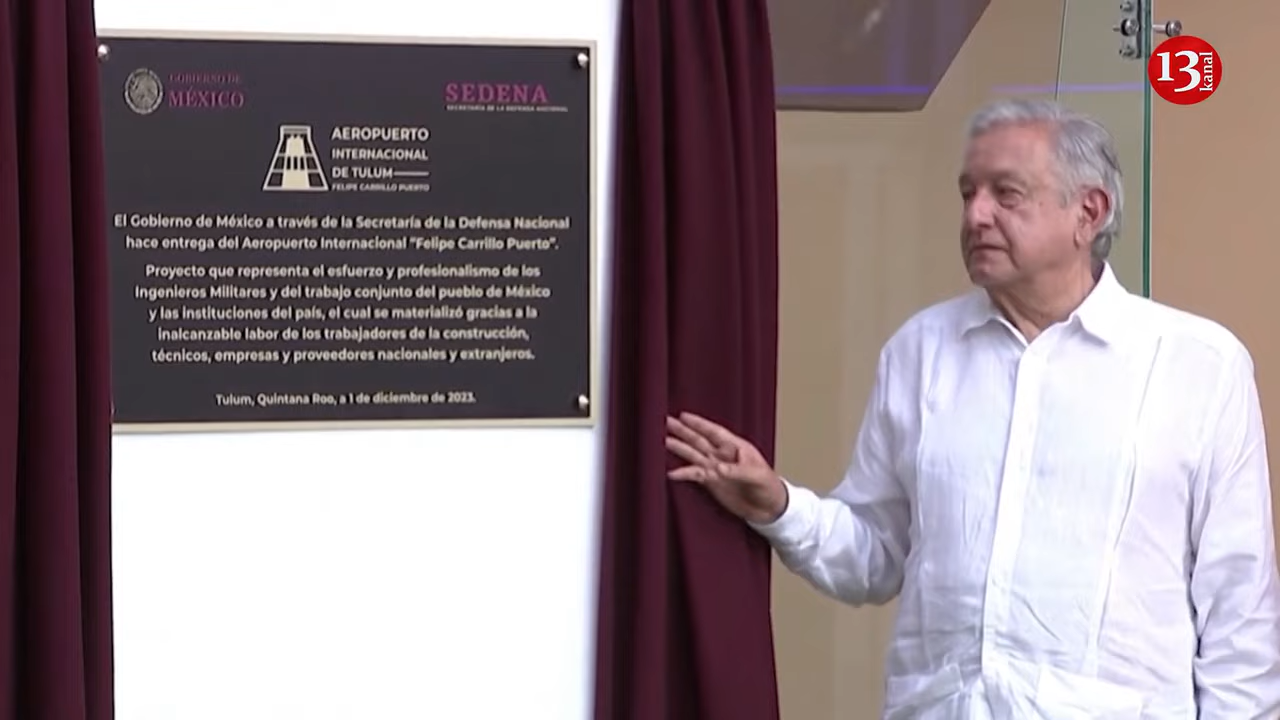 GOBIERNO DE
MÉXICO
SEDENA
SECRETARÍA DE LA DEFENSA NACIONAL
AEROPUERTO
INTERNACIONAL
DE TULUM
FELIPE CARRILLO PUERTO
El Gobierno de México a través de la Secretaría de la Defensa Nacional
hace entrega del Aeropuerto Internacional "Felipe Carrillo Puerto".
Proyecto que representa el esfuerzo y profesionalismo de los
Ingenieros Militares y del trabajo conjunto del pueblo de México
y las instituciones del país, el cual se materializó gracias a la
inalcanzable labor de los trabajadores de la construcción,
técnicos, empresas y proveedores nacionales y extranjeros.
Tulum, Quintana Roo, a 1 de diciembre de 2023.
13 kanal